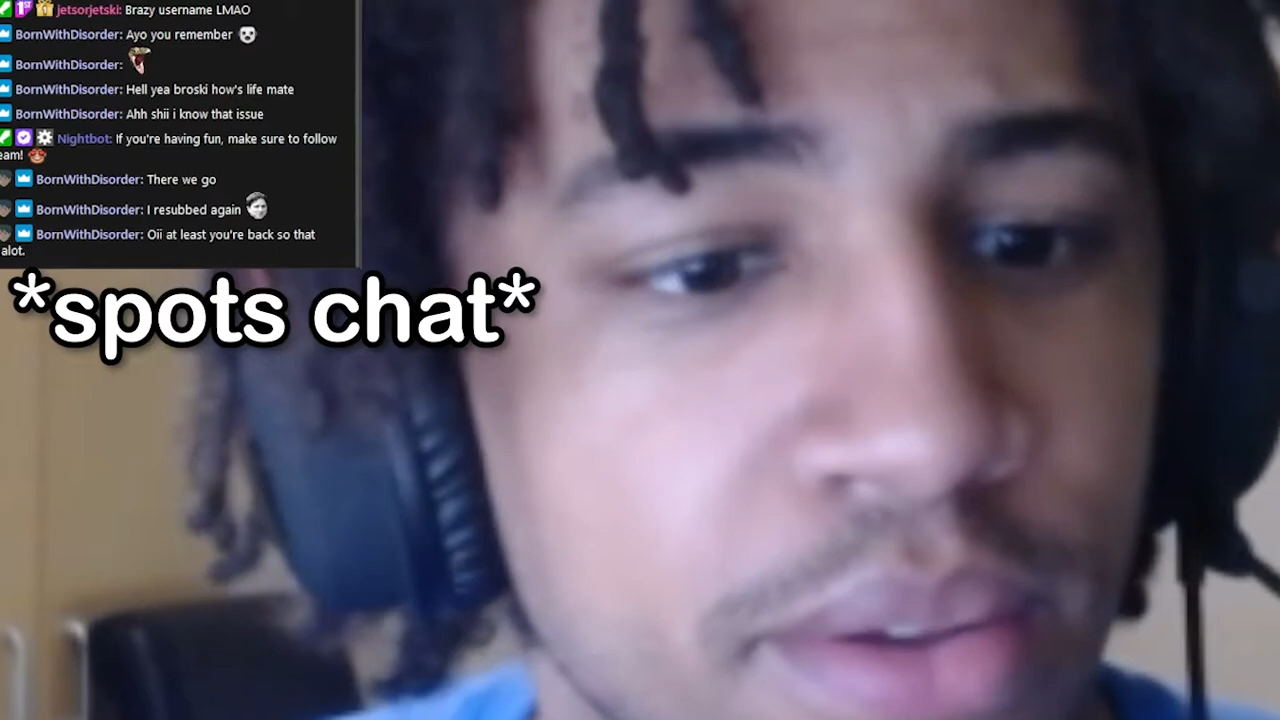 jetsorjetski: Brazy username LMAO
BornWithDisorder: Ayo you remember
BornWithDisorder:
BornWithDisorder: Hell yea broski how's life mate
BornWithDisorder: Ahh shii i know that issue
Nightbot: If you're having fun, make sure to follow
eam!
BornWithDisorder: There we go
BornWithDisorder: I resubbed again
BornWithDisorder: Oii at least you're back so that
alot.
*spots chat*